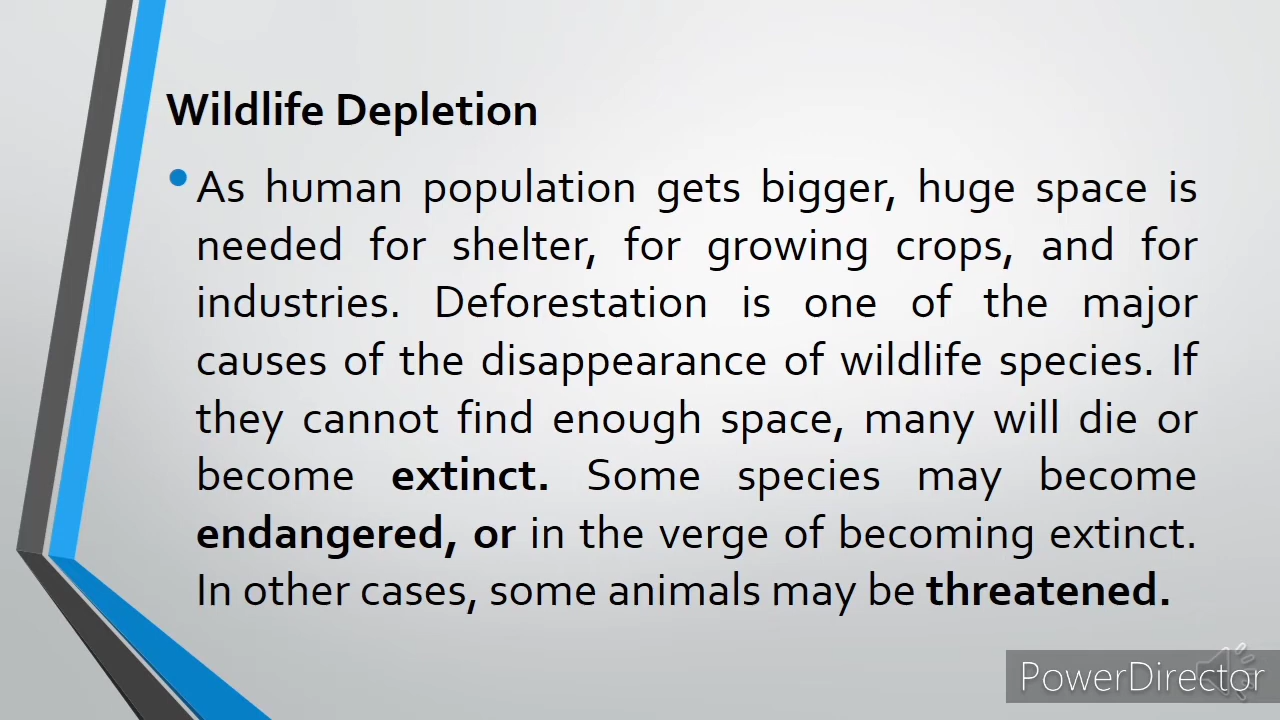 Wildlife Depletion
• As human population gets bigger, huge space is
needed for shelter, for growing crops, and for
industries. Deforestation is one of the major
causes of the disappearance of wildlife species. If
they cannot find enough space, many will die or
become extinct. Some species may become
endangered, or in the verge of becoming extinct.
In other cases, some animals may be threatened.
PowerDirector